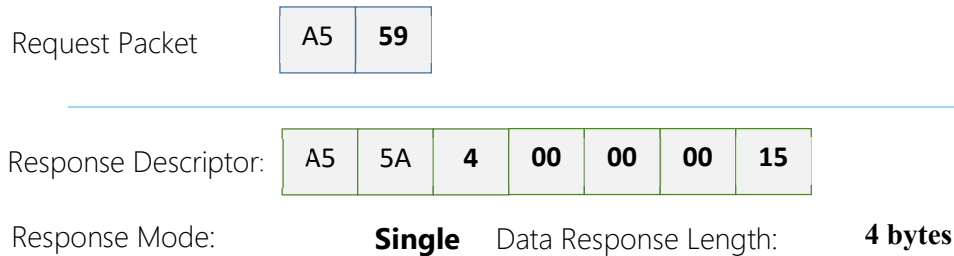 Request Packet A5 59
Response Descriptor: A5 5A 4 00 00 00 15
Response Mode: Single Data Response Length: 4 bytes